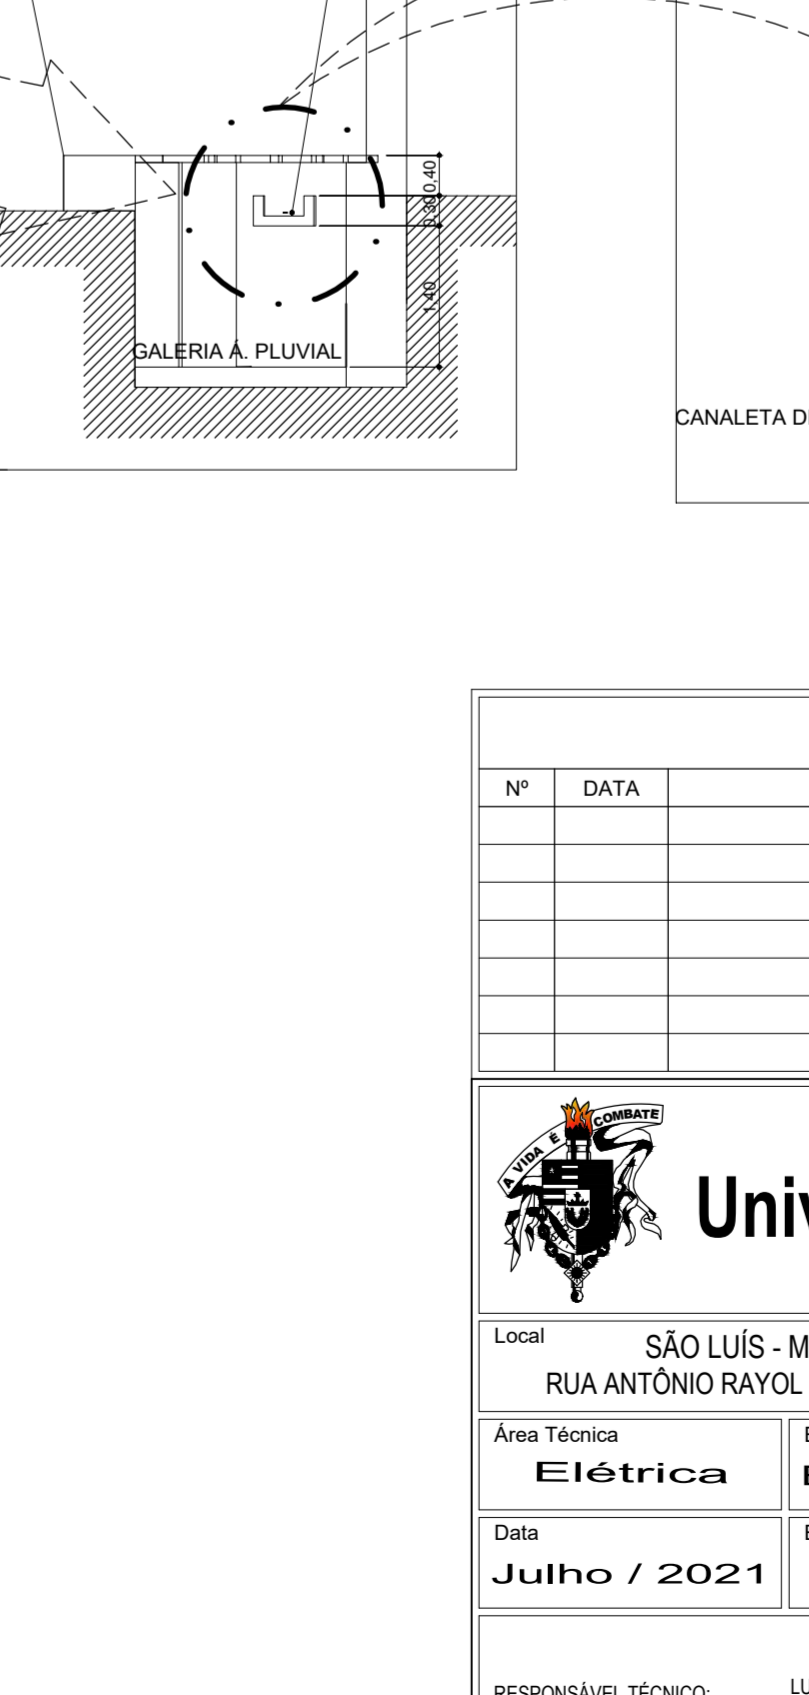 0,40
0,30
1,40
GALERIA Á. PLUVIAL
CANALETA
Nº DATA
A VIDA É COMBATE
Local
SÃO LUÍS -
RUA ANTÔNIO RAYOL
Área Técnica
Elétrica
Data
Julho / 2021
RESPONSÁVEL TÉCNICO: